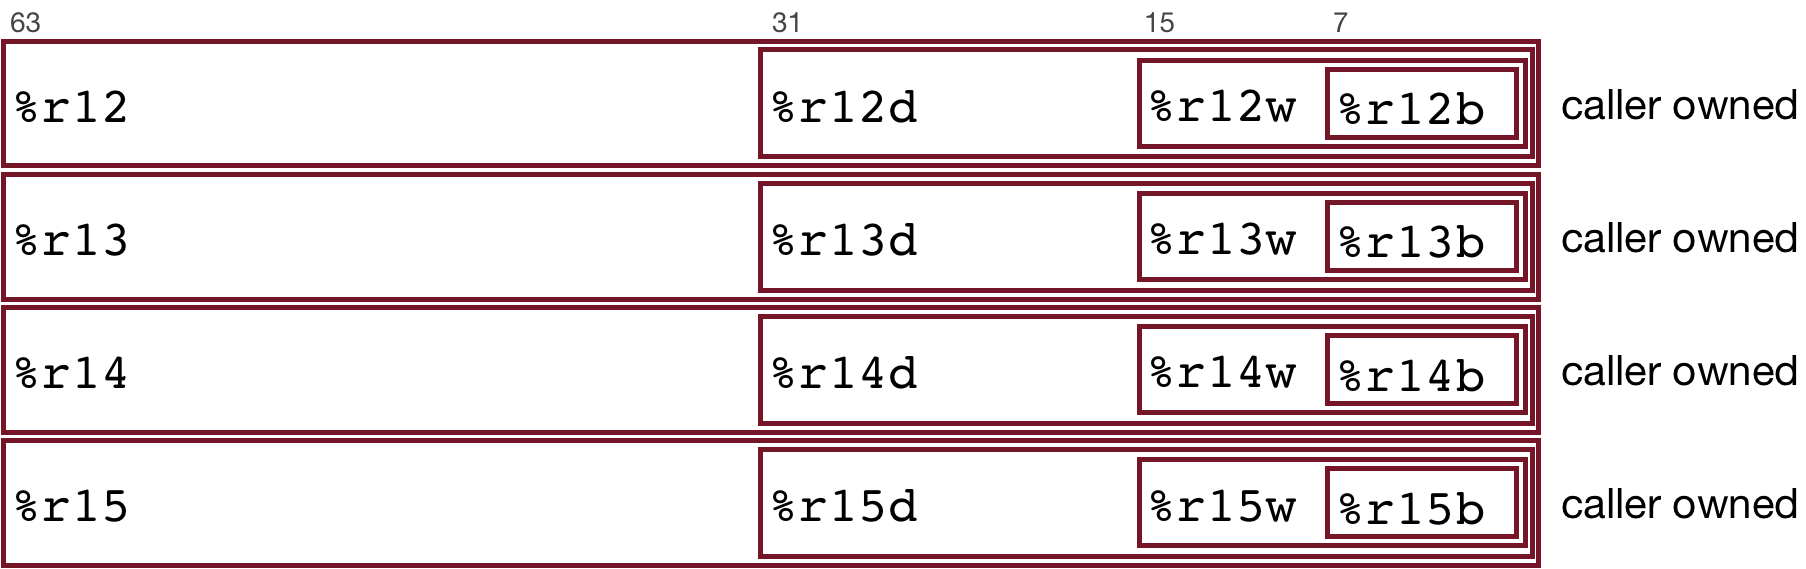 63 31 15 7
%r12 %r12d %r12w %r12b caller owned
%r13 %r13d %r13w %r13b caller owned
%r14 %r14d %r14w %r14b caller owned
%r15 %r15d %r15w %r15b caller owned